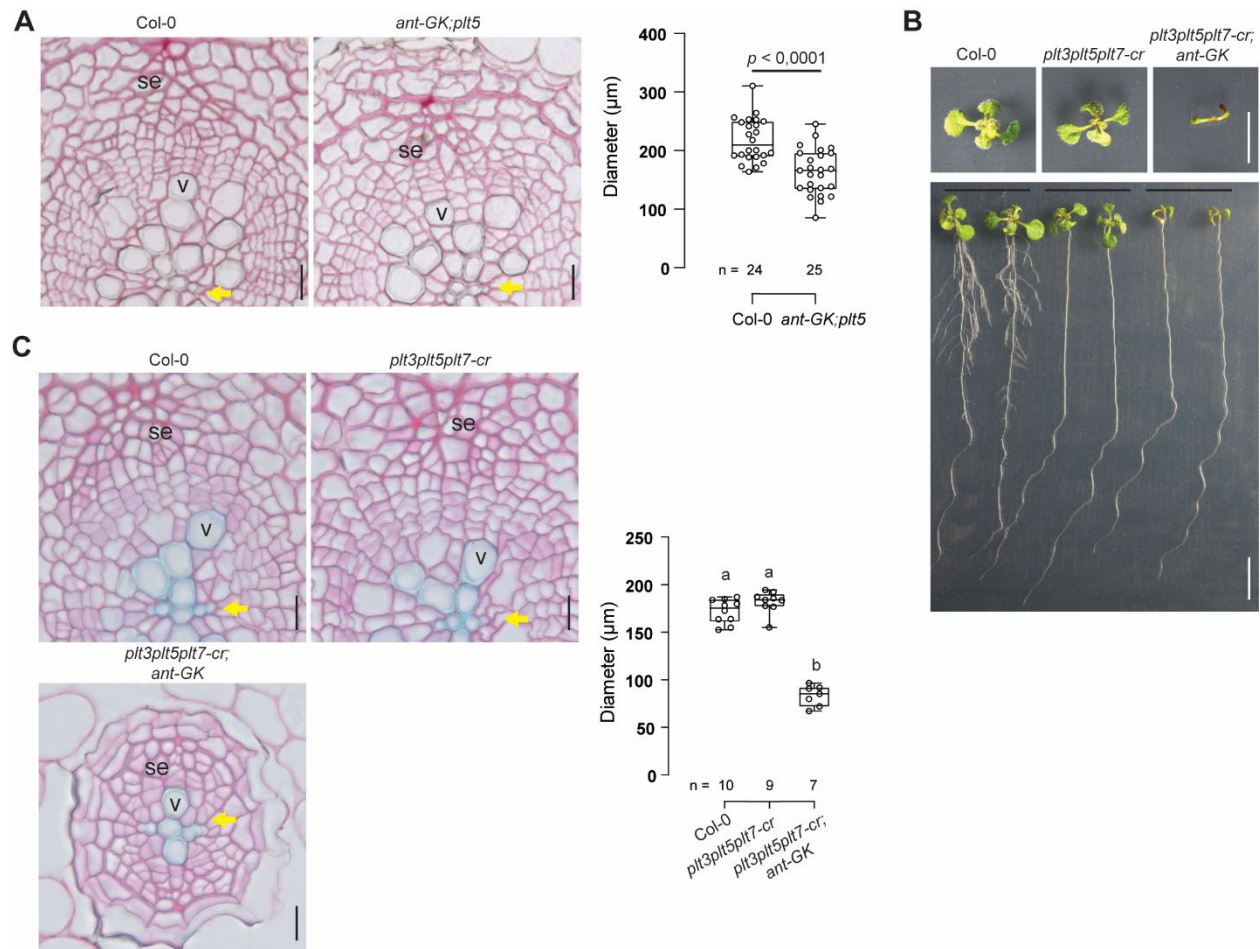 A
Col-0
ant-GK;plt5
se
v
se
v
400
300
200
100
0
Diameter (µm)
p < 0,0001
n = 24 25
Col-0 ant-GK;plt5
B
Col-0
plt3plt5plt7-cr
plt3plt5plt7-cr;
ant-GK
C
Col-0
plt3plt5plt7-cr
se
v
se
v
plt3plt5plt7-cr;
ant-GK
se
v
250
200
150
100
50
0
Diameter (µm)
a a b
n = 10 9 7
Col-0
plt3plt5plt7-cr
plt3plt5plt7-cr;
ant-GK